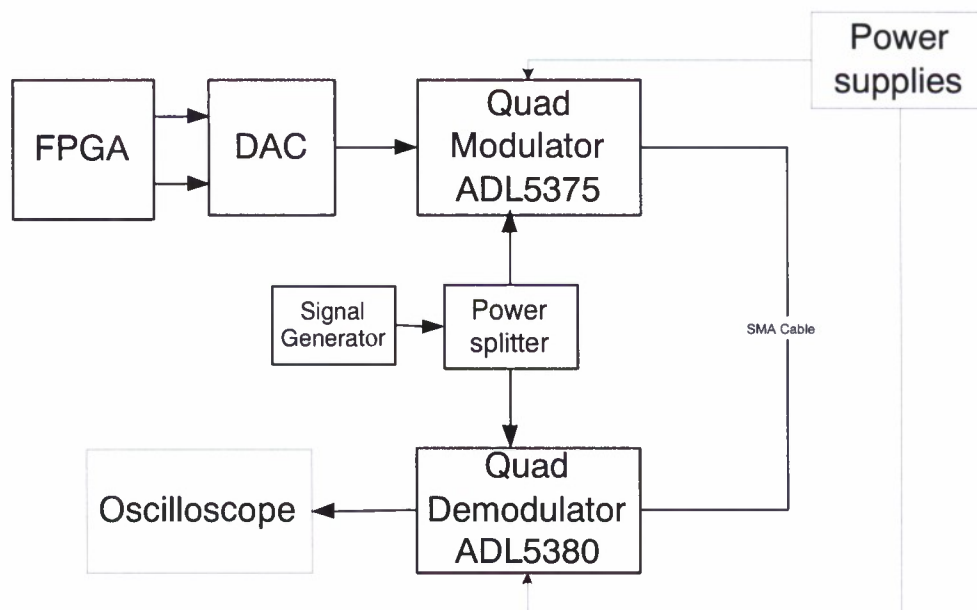 Power
supplies
FPGA
DAC
Quad
Modulator
ADL5375
Signal
Generator
Power
splitter
SMA Cable
Oscilloscope
Quad
Demodulator
ADL5380